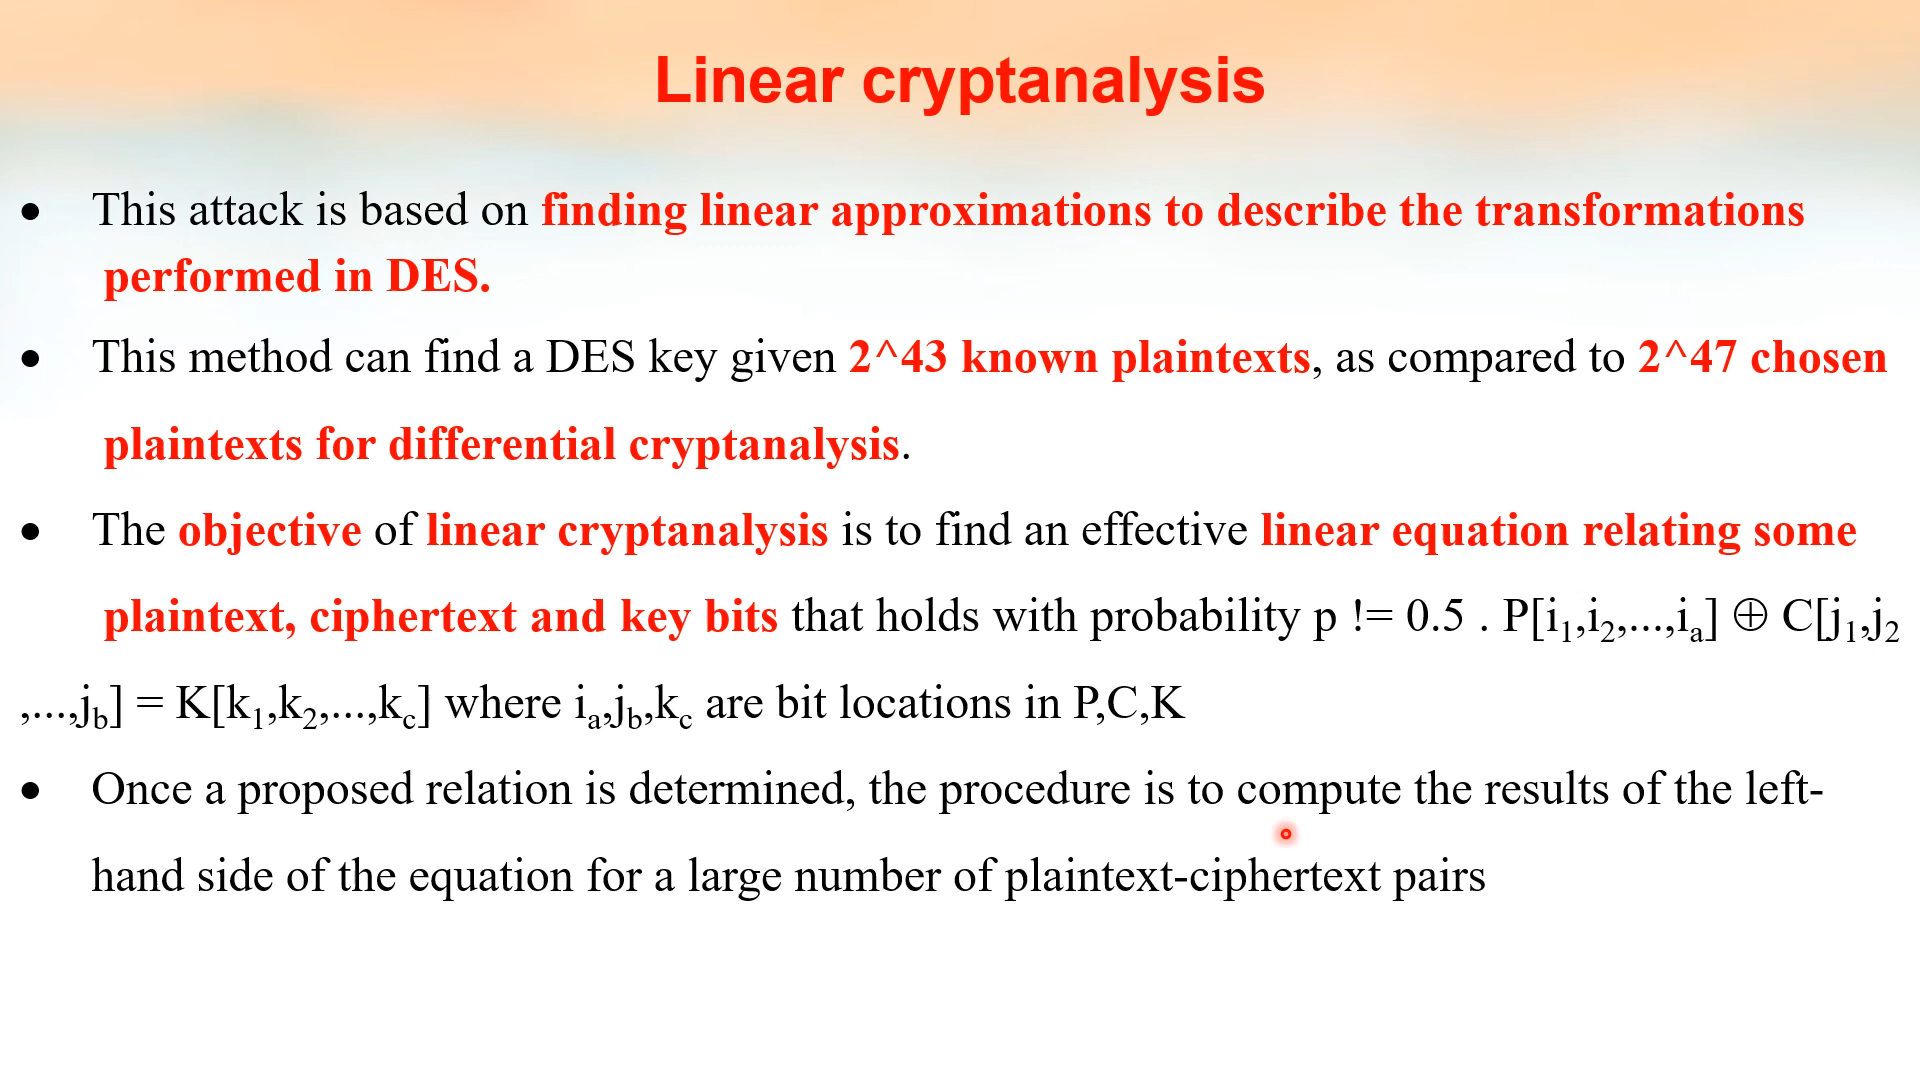 Linear cryptanalysis
• This attack is based on finding linear approximations to describe the transformations
performed in DES.
• This method can find a DES key given 2^43 known plaintexts, as compared to 2^47 chosen
plaintexts for differential cryptanalysis.
• The objective of linear cryptanalysis is to find an effective linear equation relating some
plaintext, ciphertext and key bits that holds with probability p != 0.5 . P[i₁,i₂,...,iₐ] ⊕ C[j₁,j₂
,...,j_b] = K[k₁,k₂,...,k_c] where iₐ,j_b,k_c are bit locations in P,C,K
• Once a proposed relation is determined, the procedure is to compute the results of the left-
hand side of the equation for a large number of plaintext-ciphertext pairs